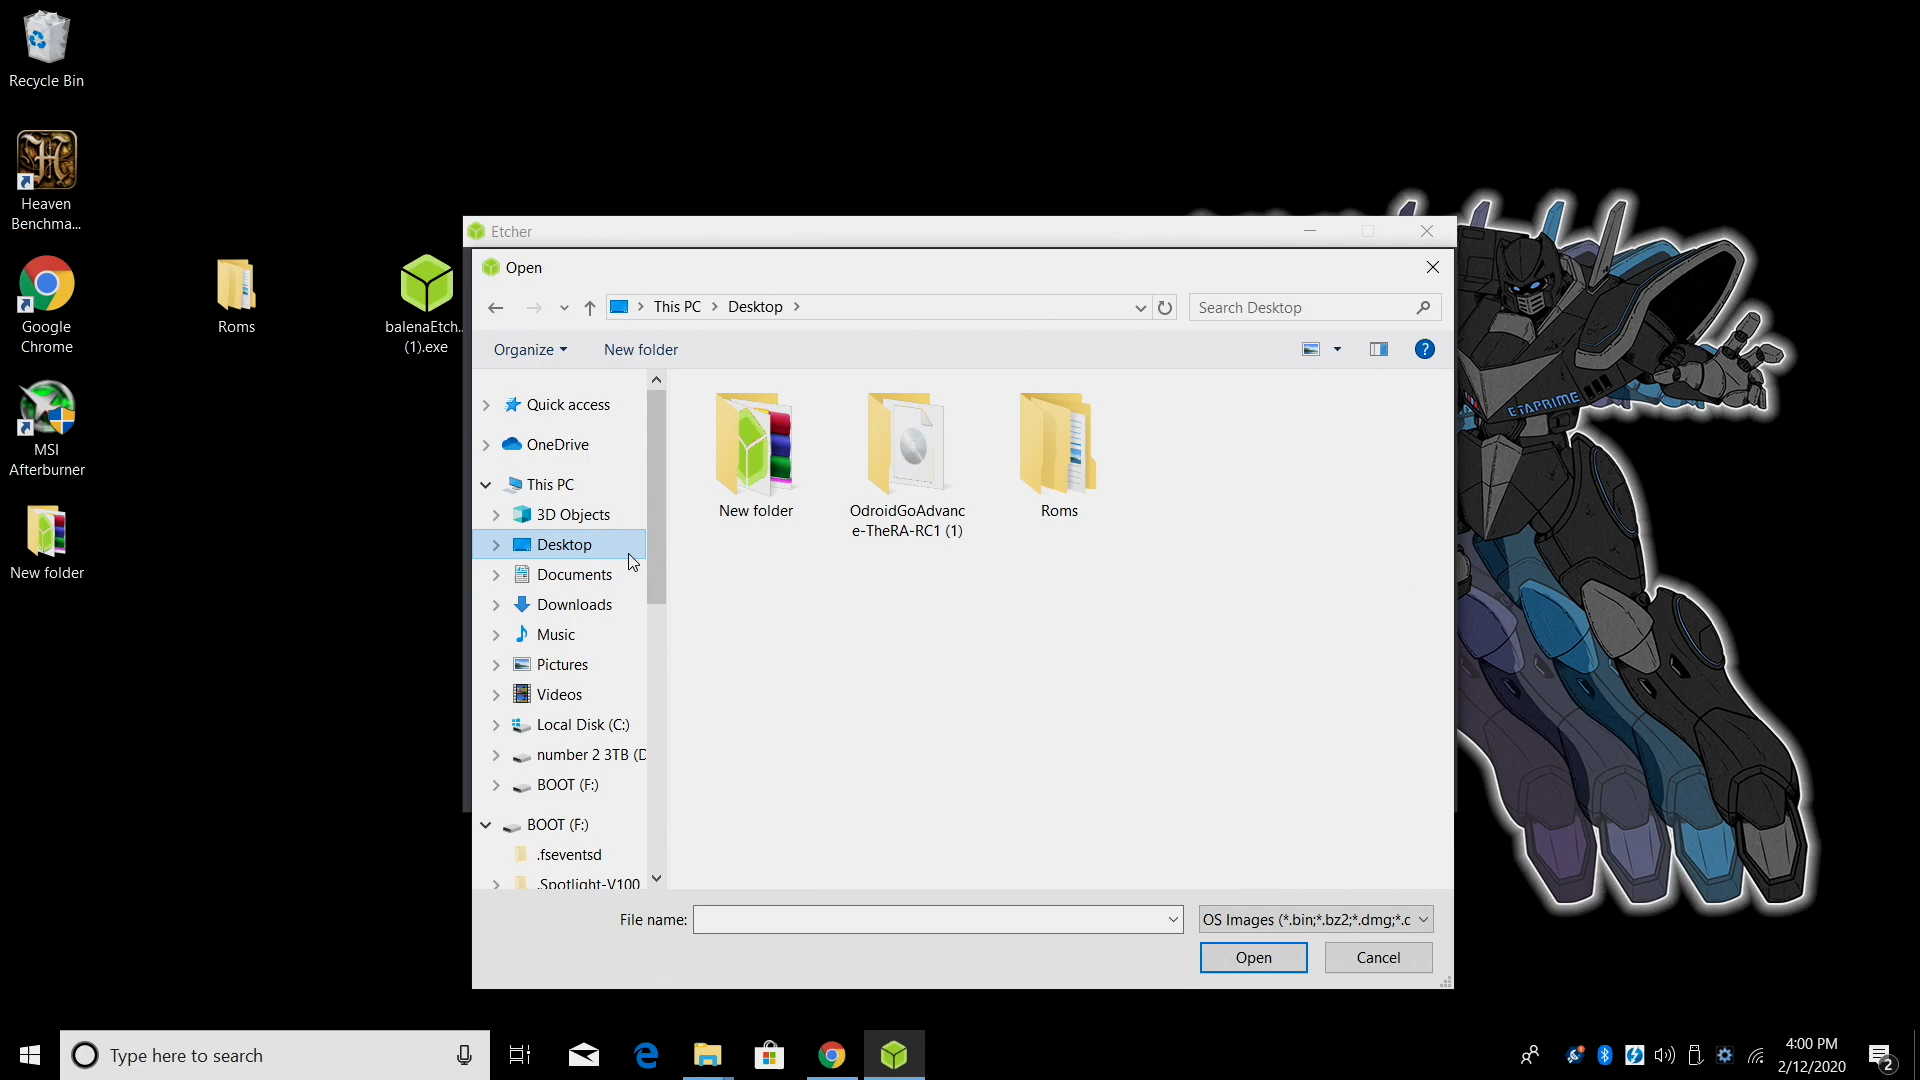 Recycle Bin
Heaven
Benchma...
Google
Chrome
MSI
Afterburner
New folder
Roms
balenaEtch...
(1).exe
Etcher
Open
This PC
Desktop
Search Desktop
Organize
New folder
Quick access
OneDrive
This PC
3D Objects
Desktop
Documents
Downloads
Music
Pictures
Videos
Local Disk (C:)
number 2 3TB (D
BOOT (F:)
BOOT (F:)
.fseventsd
.Spotlight-V100
New folder
OdroidGoAdvanc
e-TheRA-RC1 (1)
Roms
File name:
OS Images (*.bin;*.bz2;*.dmg;*.c
Open
Cancel
ETAPRIME
Type here to search
4:00 PM
2/12/2020
2